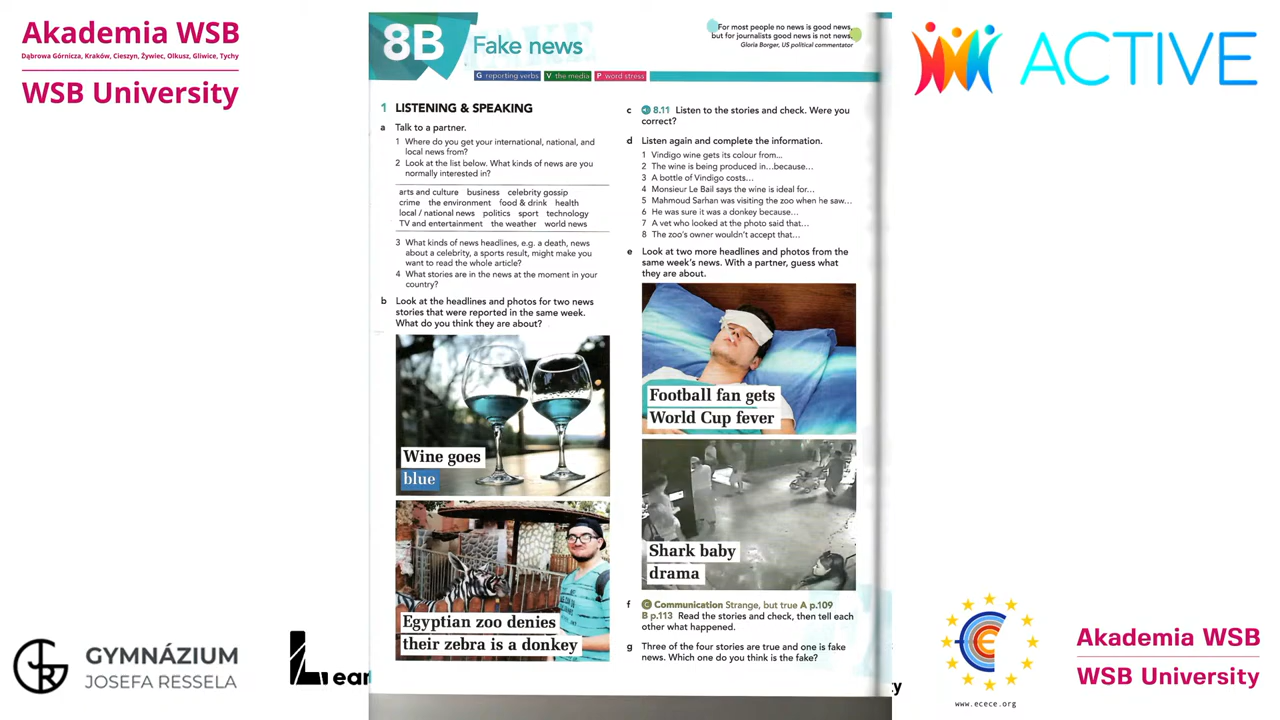 Akademia WSB
Dąbrowa Górnicza, Kraków, Cieszyn, Żywiec, Olkusz, Gliwice, Tychy
WSB University
8B
Fake news
G reporting verbs V the media P word stress
For most people no news is good news,
but for journalists good news is not news.
Gloria Borger, US political commentator
ACTIVE
1 LISTENING & SPEAKING
a Talk to a partner.
1 Where do you get your international, national, and
local news from?
2 Look at the list below. What kinds of news are you
normally interested in?
arts and culture business celebrity gossip
crime the environment food & drink health
local / national news politics sport technology
TV and entertainment the weather world news
3 What kinds of news headlines, e.g. a death, news
about a celebrity, a sports result, might make you
want to read the whole article?
4 What stories are in the news at the moment in your
country?
b Look at the headlines and photos for two news
stories that were reported in the same week.
What do you think they are about?
Wine goes
blue
Egyptian zoo denies
their zebra is a donkey
c 8.11 Listen to the stories and check. Were you
correct?
d Listen again and complete the information.
1 Vindigo wine gets its colour from...
2 The wine is being produced in...because...
3 A bottle of Vindigo costs...
4 Monsieur Le Bail says the wine is ideal for...
5 Mahmoud Sarhan was visiting the zoo when he saw...
6 He was sure it was a donkey because...
7 A vet who looked at the photo said that...
8 The zoo's owner wouldn't accept that...
e Look at two more headlines and photos from the
same week's news. With a partner, guess what
they are about.
Football fan gets
World Cup fever
Shark baby
drama
f C Communication Strange, but true A p.109
B p.113 Read the stories and check, then tell each
other what happened.
g Three of the four stories are true and one is fake
news. Which one do you think is the fake?
GYMNÁZIUM
JOSEFA RESSELA
Lear
ty
www.ecece.org
Akademia WSB
WSB University